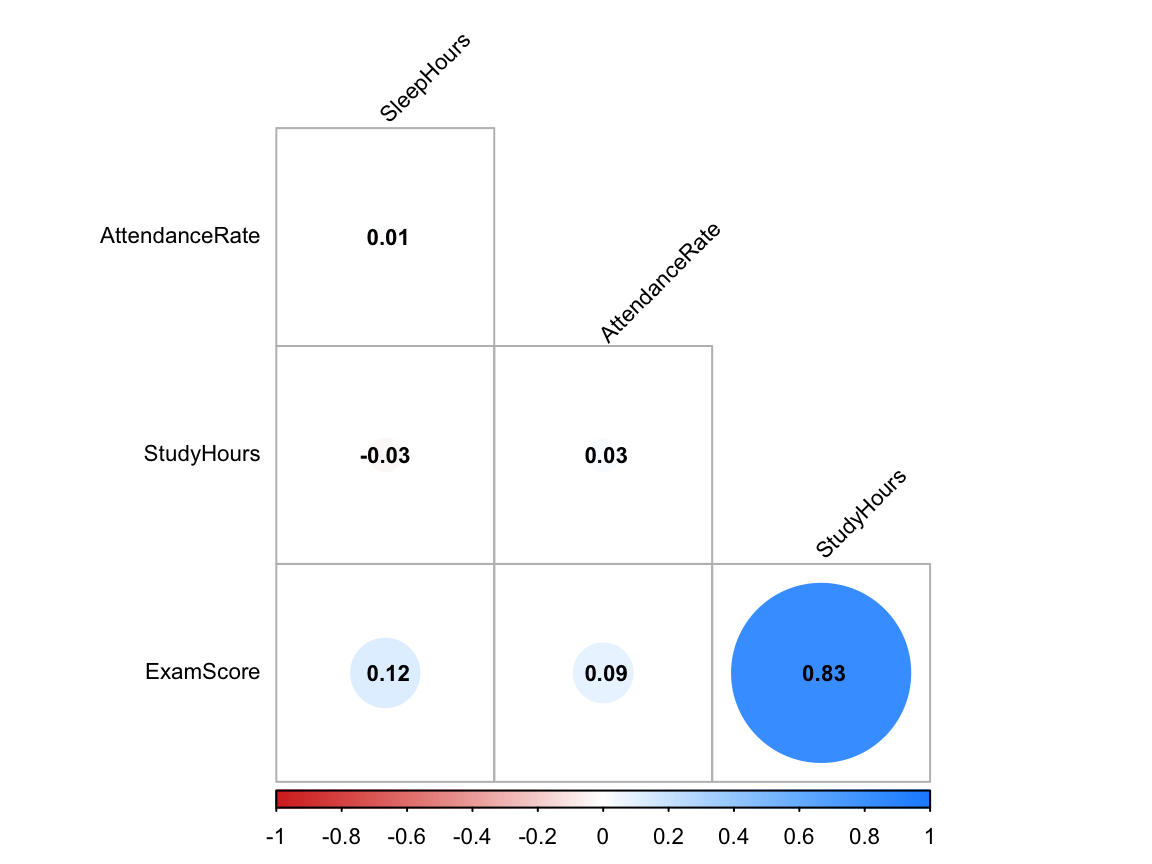 SleepHours
AttendanceRate
0.01
AttendanceRate
StudyHours
-0.03
0.03
StudyHours
ExamScore
0.12
0.09
0.83
-1 -0.8 -0.6 -0.4 -0.2 0 0.2 0.4 0.6 0.8 1